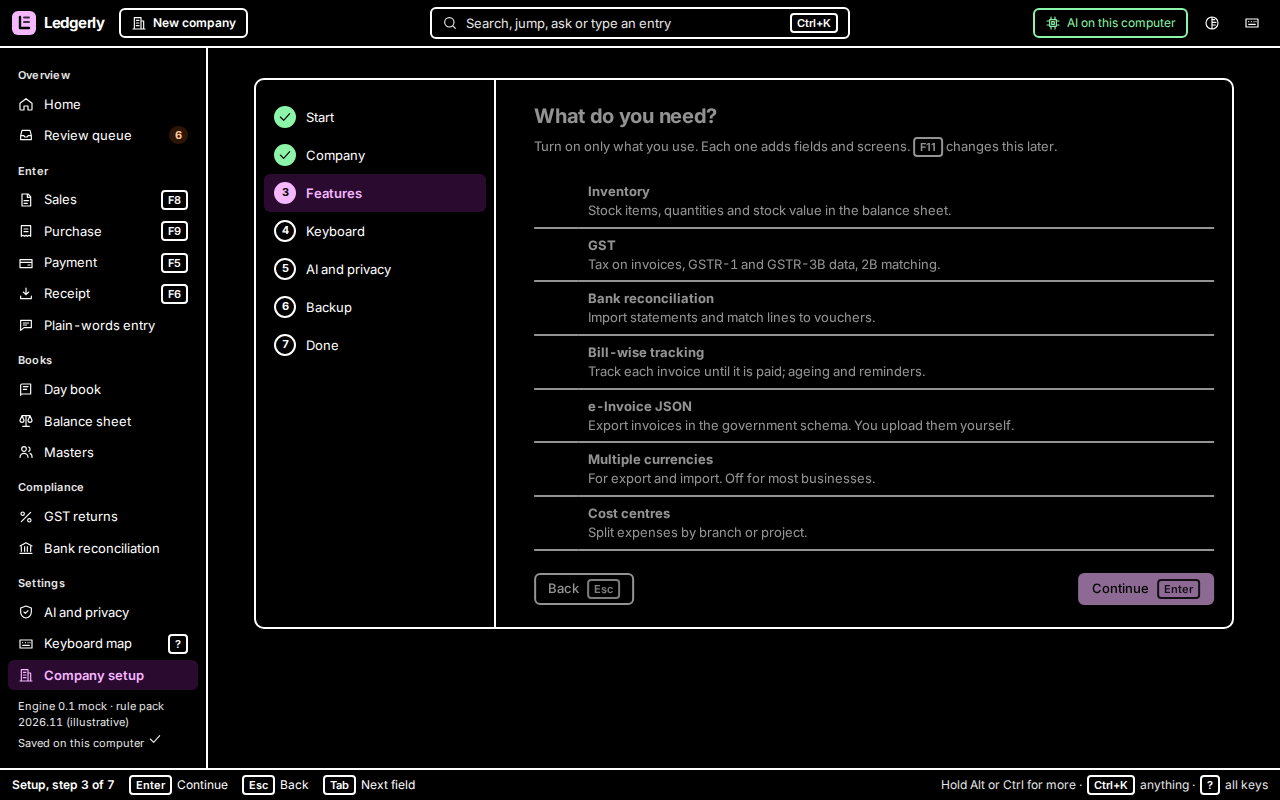 Ledgerly
New company
Search, jump, ask or type an entry
Ctrl+K
AI on this computer
Overview
Home
Review queue
6
Enter
Sales
F8
Purchase
F9
Payment
F5
Receipt
F6
Plain-words entry
Books
Day book
Balance sheet
Masters
Compliance
GST returns
Bank reconciliation
Settings
AI and privacy
Keyboard map
?
Company setup
Engine 0.1 mock · rule pack
2026.11 (illustrative)
Saved on this computer
Start
Company
3 Features
4 Keyboard
5 AI and privacy
6 Backup
7 Done
What do you need?
Turn on only what you use. Each one adds fields and screens. F11 changes this later.
Inventory
Stock items, quantities and stock value in the balance sheet.
GST
Tax on invoices, GSTR-1 and GSTR-3B data, 2B matching.
Bank reconciliation
Import statements and match lines to vouchers.
Bill-wise tracking
Track each invoice until it is paid; ageing and reminders.
e-Invoice JSON
Export invoices in the government schema. You upload them yourself.
Multiple currencies
For export and import. Off for most businesses.
Cost centres
Split expenses by branch or project.
Back Esc
Continue Enter
Setup, step 3 of 7 Enter Continue Esc Back Tab Next field
Hold Alt or Ctrl for more · Ctrl+K anything · ? all keys